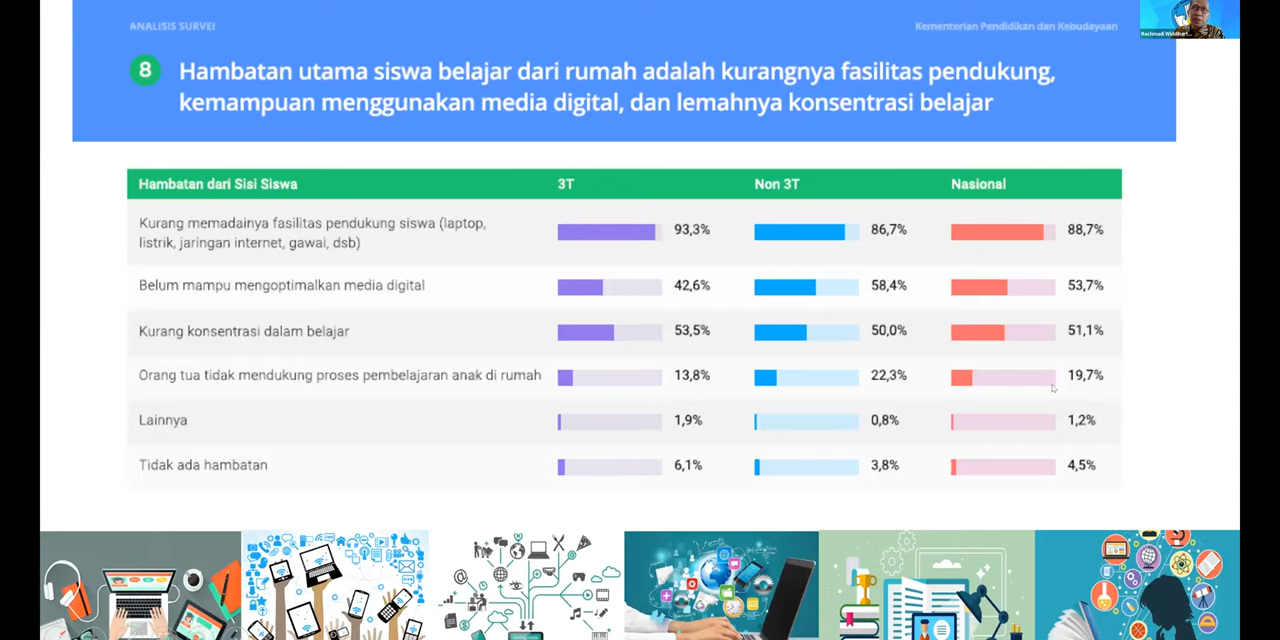 ANALISIS SURVEI
Kementerian Pendidikan dan Kebudayaan
8
Hambatan utama siswa belajar dari rumah adalah kurangnya fasilitas pendukung,
kemampuan menggunakan media digital, dan lemahnya konsentrasi belajar
Hambatan dari Sisi Siswa 3T Non 3T Nasional
Kurang memadainya fasilitas pendukung siswa (laptop,
listrik, jaringan internet, gawai, dsb) 93,3% 86,7% 88,7%
Belum mampu mengoptimalkan media digital 42,6% 58,4% 53,7%
Kurang konsentrasi dalam belajar 53,5% 50,0% 51,1%
Orang tua tidak mendukung proses pembelajaran anak di rumah 13,8% 22,3% 19,7%
Lainnya 1,9% 0,8% 1,2%
Tidak ada hambatan 6,1% 3,8% 4,5%